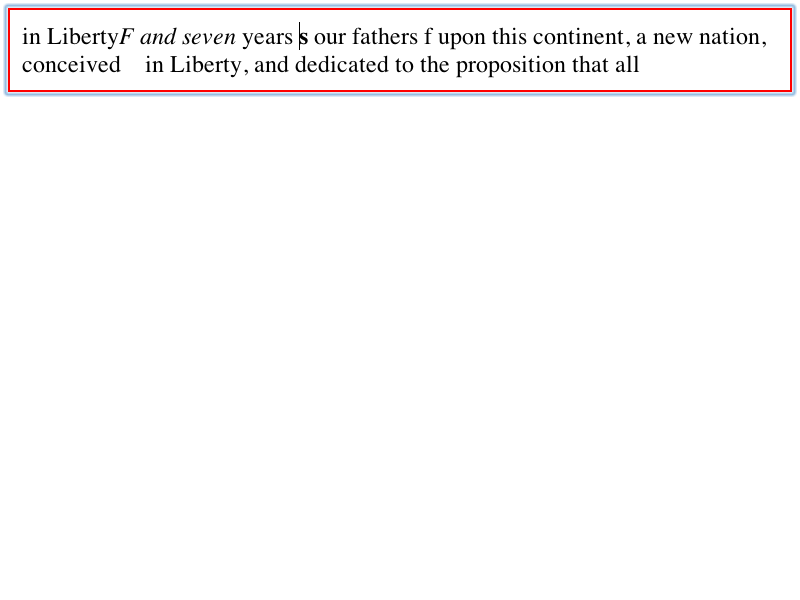 in LibertyF and seven years s our fathers f upon this continent, a new nation,
conceived    in Liberty, and dedicated to the proposition that all